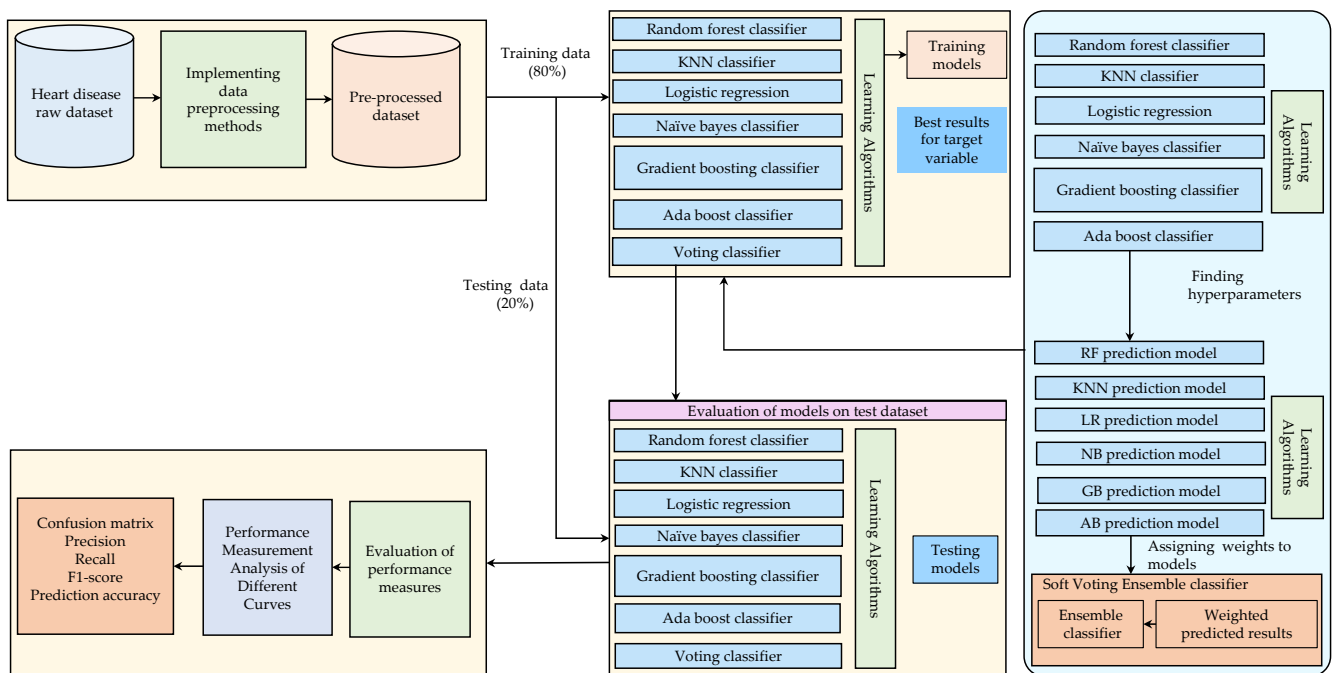 Heart disease
raw dataset
Implementing
data
preprocessing
methods
Pre-processed
dataset
Training data
(80%)
Testing data
(20%)
Random forest classifier
KNN classifier
Logistic regression
Naïve bayes classifier
Gradient boosting classifier
Ada boost classifier
Voting classifier
Learning Algorithms
Training
models
Best results
for target
variable
Random forest classifier
KNN classifier
Logistic regression
Naïve bayes classifier
Gradient boosting classifier
Ada boost classifier
Learning
Algorithms
Finding
hyperparameters
RF prediction model
KNN prediction model
LR prediction model
NB prediction model
GB prediction model
AB prediction model
Learning
Algorithms
Assigning weights to
models
Soft Voting Ensemble classifier
Ensemble
classifier
Weighted
predicted results
Evaluation of models on test dataset
Random forest classifier
KNN classifier
Logistic regression
Naïve bayes classifier
Gradient boosting classifier
Ada boost classifier
Voting classifier
Learning Algorithms
Testing
models
Confusion matrix
Precision
Recall
F1-score
Prediction accuracy
Performance
Measurement
Analysis of
Different
Curves
Evaluation of
performance
measures